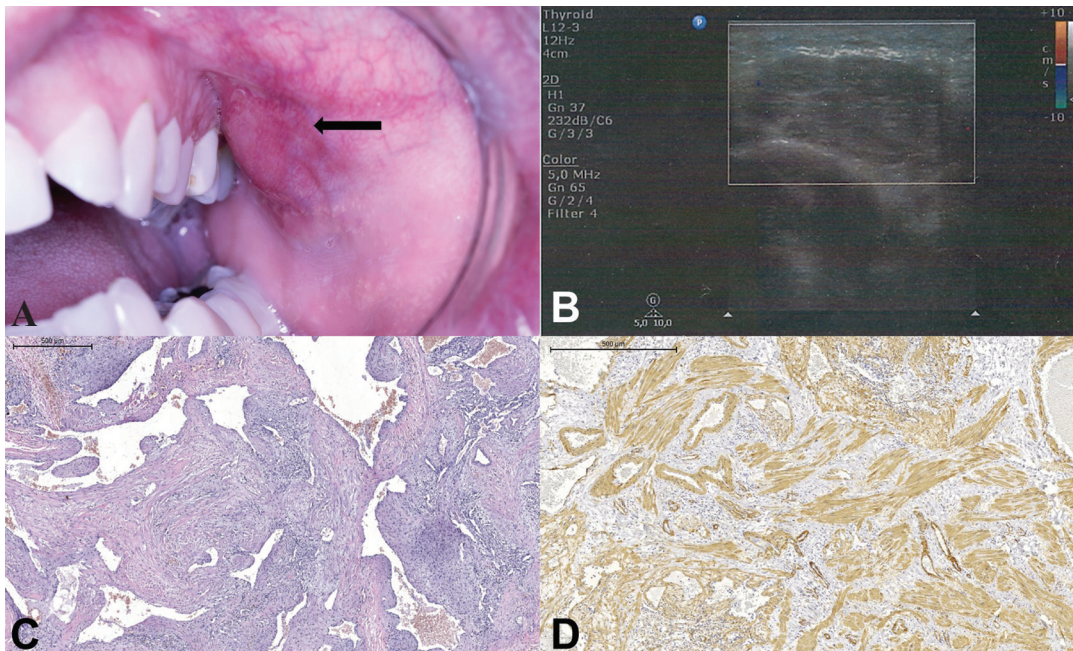 A
Thyroid
L12-3
12Hz
4cm
2D
H1
Gn 37
232dB/C6
G/3/3
Color
5,0 MHz
Gn 65
G/2/4
Filter 4
P
+10
c
m
/
s
-10
G
5,0 10,0
B
500 μm
C
500 μm
D